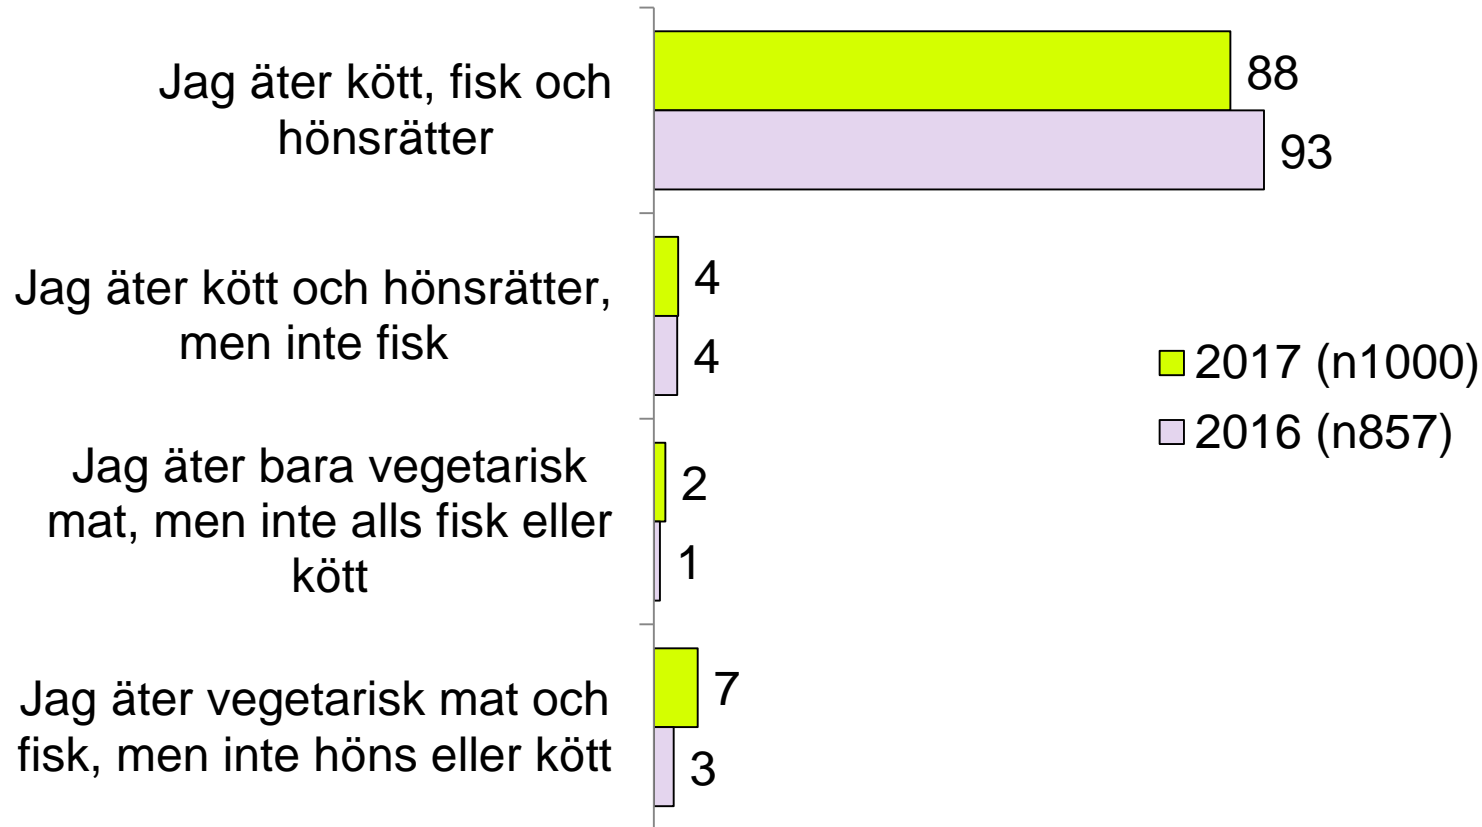 Jag äter kött, fisk och
hönsrätter
88
93
Jag äter kött och hönsrätter,
men inte fisk
4
4
Jag äter bara vegetarisk
mat, men inte alls fisk eller
kött
2
1
Jag äter vegetarisk mat och
fisk, men inte höns eller kött
7
3
2017 (n1000)
2016 (n857)